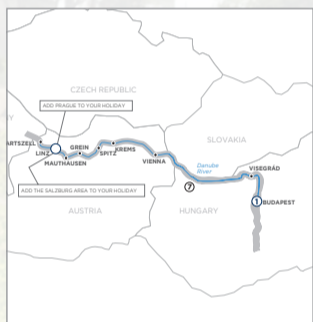 CZECH REPUBLIC
ADD PRAGUE TO YOUR HOLIDAY
SLOVAKIA
ARTSZELL
GREIN
KREMS
LINZ
SPITZ
MAUTHAUSEN
VIENNA
Danube
River
VISEGRÁD
7
ADD THE SALZBURG AREA TO YOUR HOLIDAY
1
BUDAPEST
AUSTRIA
HUNGARY